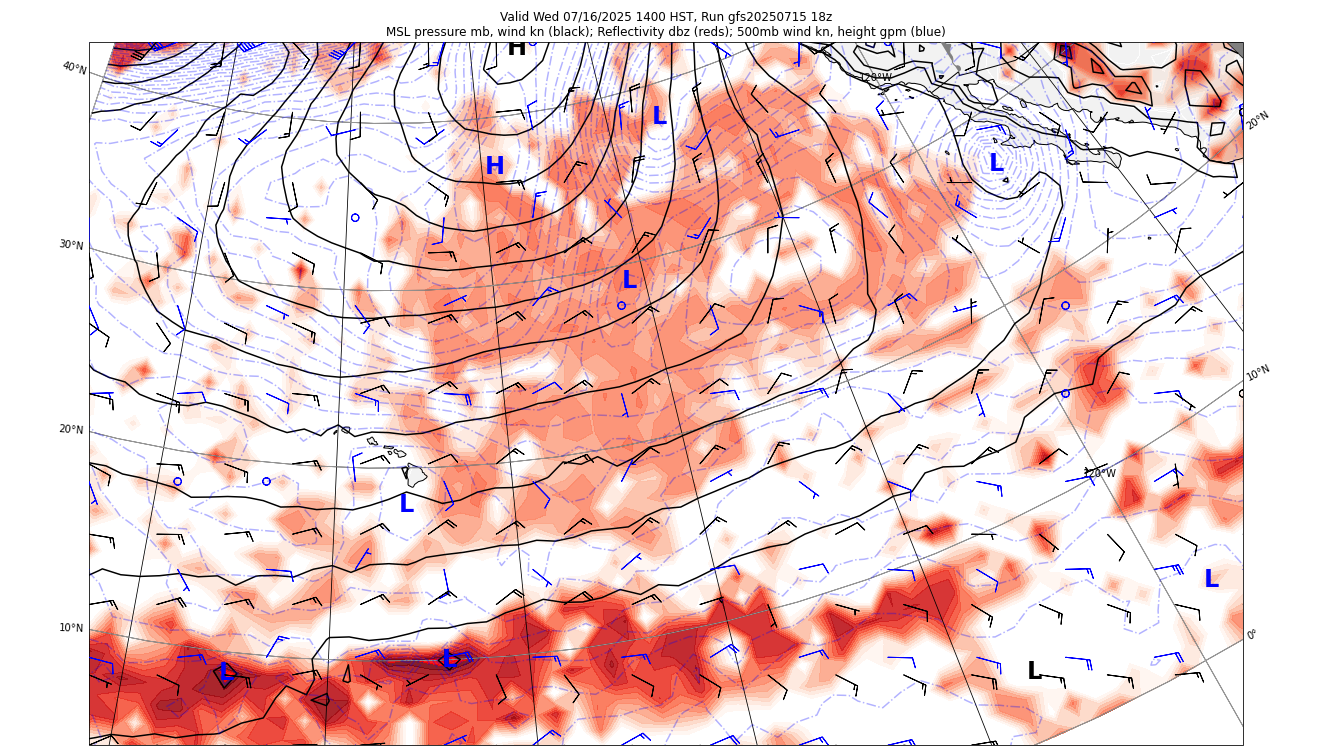 Valid Wed 07/16/2025 1400 HST, Run gfs20250715 18z
MSL pressure mb, wind kn (black); Reflectivity dbz (reds); 500mb wind kn, height gpm (blue)
H
40°N
120°W
L
20°N
H
L
30°N
L
10°N
20°N
120°W
L
L
10°N
0°
L
L
L